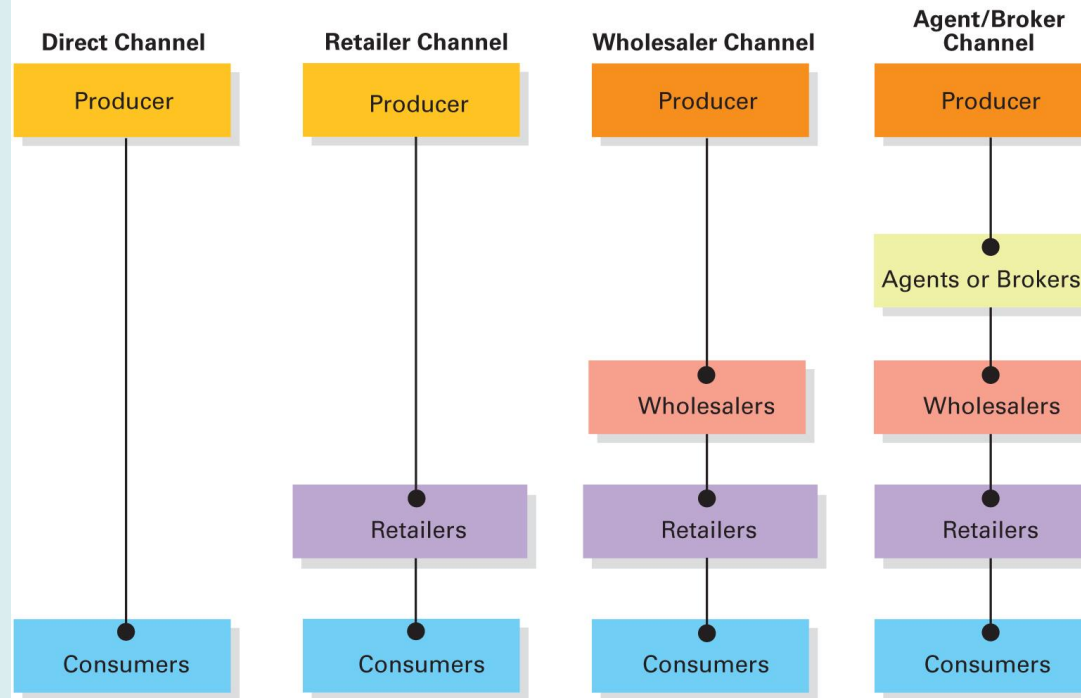 Direct Channel
Retailer Channel
Wholesaler Channel
Agent/Broker
Channel
Producer
Producer
Producer
Producer
Agents or Brokers
Wholesalers
Wholesalers
Retailers
Retailers
Retailers
Consumers
Consumers
Consumers
Consumers